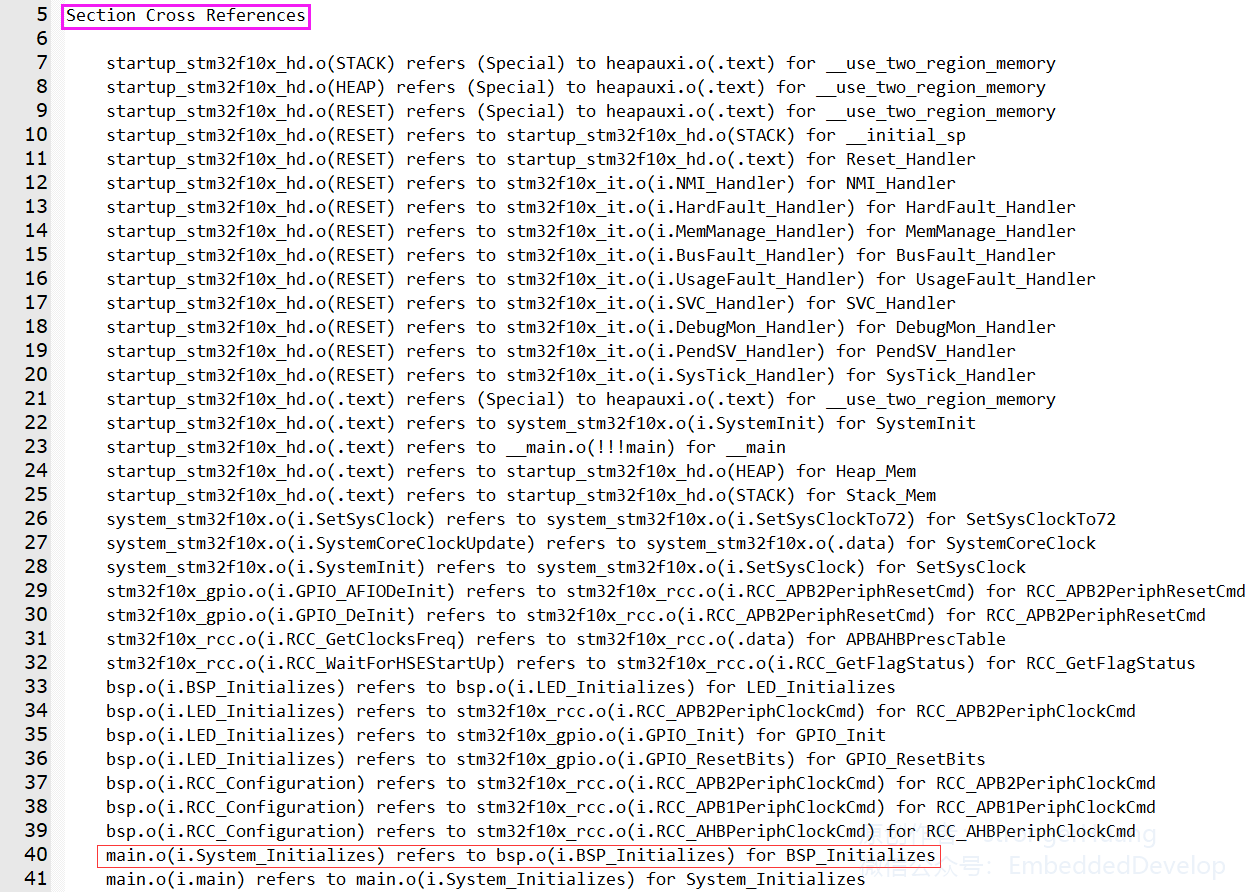 5 Section Cross References
6
7 startup_stm32f10x_hd.o(STACK) refers (Special) to heapauxi.o(.text) for __use_two_region_memory
8 startup_stm32f10x_hd.o(HEAP) refers (Special) to heapauxi.o(.text) for __use_two_region_memory
9 startup_stm32f10x_hd.o(RESET) refers (Special) to heapauxi.o(.text) for __use_two_region_memory
10 startup_stm32f10x_hd.o(RESET) refers to startup_stm32f10x_hd.o(STACK) for __initial_sp
11 startup_stm32f10x_hd.o(RESET) refers to startup_stm32f10x_hd.o(.text) for Reset_Handler
12 startup_stm32f10x_hd.o(RESET) refers to stm32f10x_it.o(i.NMI_Handler) for NMI_Handler
13 startup_stm32f10x_hd.o(RESET) refers to stm32f10x_it.o(i.HardFault_Handler) for HardFault_Handler
14 startup_stm32f10x_hd.o(RESET) refers to stm32f10x_it.o(i.MemManage_Handler) for MemManage_Handler
15 startup_stm32f10x_hd.o(RESET) refers to stm32f10x_it.o(i.BusFault_Handler) for BusFault_Handler
16 startup_stm32f10x_hd.o(RESET) refers to stm32f10x_it.o(i.UsageFault_Handler) for UsageFault_Handler
17 startup_stm32f10x_hd.o(RESET) refers to stm32f10x_it.o(i.SVC_Handler) for SVC_Handler
18 startup_stm32f10x_hd.o(RESET) refers to stm32f10x_it.o(i.DebugMon_Handler) for DebugMon_Handler
19 startup_stm32f10x_hd.o(RESET) refers to stm32f10x_it.o(i.PendSV_Handler) for PendSV_Handler
20 startup_stm32f10x_hd.o(RESET) refers to stm32f10x_it.o(i.SysTick_Handler) for SysTick_Handler
21 startup_stm32f10x_hd.o(.text) refers (Special) to heapauxi.o(.text) for __use_two_region_memory
22 startup_stm32f10x_hd.o(.text) refers to system_stm32f10x.o(i.SystemInit) for SystemInit
23 startup_stm32f10x_hd.o(.text) refers to __main.o(!!!main) for __main
24 startup_stm32f10x_hd.o(.text) refers to startup_stm32f10x_hd.o(HEAP) for Heap_Mem
25 startup_stm32f10x_hd.o(.text) refers to startup_stm32f10x_hd.o(STACK) for Stack_Mem
26 system_stm32f10x.o(i.SetSysClock) refers to system_stm32f10x.o(i.SetSysClockTo72) for SetSysClockTo72
27 system_stm32f10x.o(i.SystemCoreClockUpdate) refers to system_stm32f10x.o(.data) for SystemCoreClock
28 system_stm32f10x.o(i.SystemInit) refers to system_stm32f10x.o(i.SetSysClock) for SetSysClock
29 stm32f10x_gpio.o(i.GPIO_AFIODeInit) refers to stm32f10x_rcc.o(i.RCC_APB2PeriphResetCmd) for RCC_APB2PeriphResetCmd
30 stm32f10x_gpio.o(i.GPIO_DeInit) refers to stm32f10x_rcc.o(i.RCC_APB2PeriphResetCmd) for RCC_APB2PeriphResetCmd
31 stm32f10x_rcc.o(i.RCC_GetClocksFreq) refers to stm32f10x_rcc.o(.data) for APBAHBPrescTable
32 stm32f10x_rcc.o(i.RCC_WaitForHSEStartUp) refers to stm32f10x_rcc.o(i.RCC_GetFlagStatus) for RCC_GetFlagStatus
33 bsp.o(i.BSP_Initializes) refers to bsp.o(i.LED_Initializes) for LED_Initializes
34 bsp.o(i.LED_Initializes) refers to stm32f10x_rcc.o(i.RCC_APB2PeriphClockCmd) for RCC_APB2PeriphClockCmd
35 bsp.o(i.LED_Initializes) refers to stm32f10x_gpio.o(i.GPIO_Init) for GPIO_Init
36 bsp.o(i.LED_Initializes) refers to stm32f10x_gpio.o(i.GPIO_ResetBits) for GPIO_ResetBits
37 bsp.o(i.RCC_Configuration) refers to stm32f10x_rcc.o(i.RCC_APB2PeriphClockCmd) for RCC_APB2PeriphClockCmd
38 bsp.o(i.RCC_Configuration) refers to stm32f10x_rcc.o(i.RCC_APB1PeriphClockCmd) for RCC_APB1PeriphClockCmd
39 bsp.o(i.RCC_Configuration) refers to stm32f10x_rcc.o(i.RCC_AHBPeriphClockCmd) for RCC_AHBPeriphClockCmd
40 main.o(i.System_Initializes) refers to bsp.o(i.BSP_Initializes) for BSP_Initializes
41 main.o(i.main) refers to main.o(i.System_Initializes) for System_Initializes
微信公众号：EmbeddedDevelop